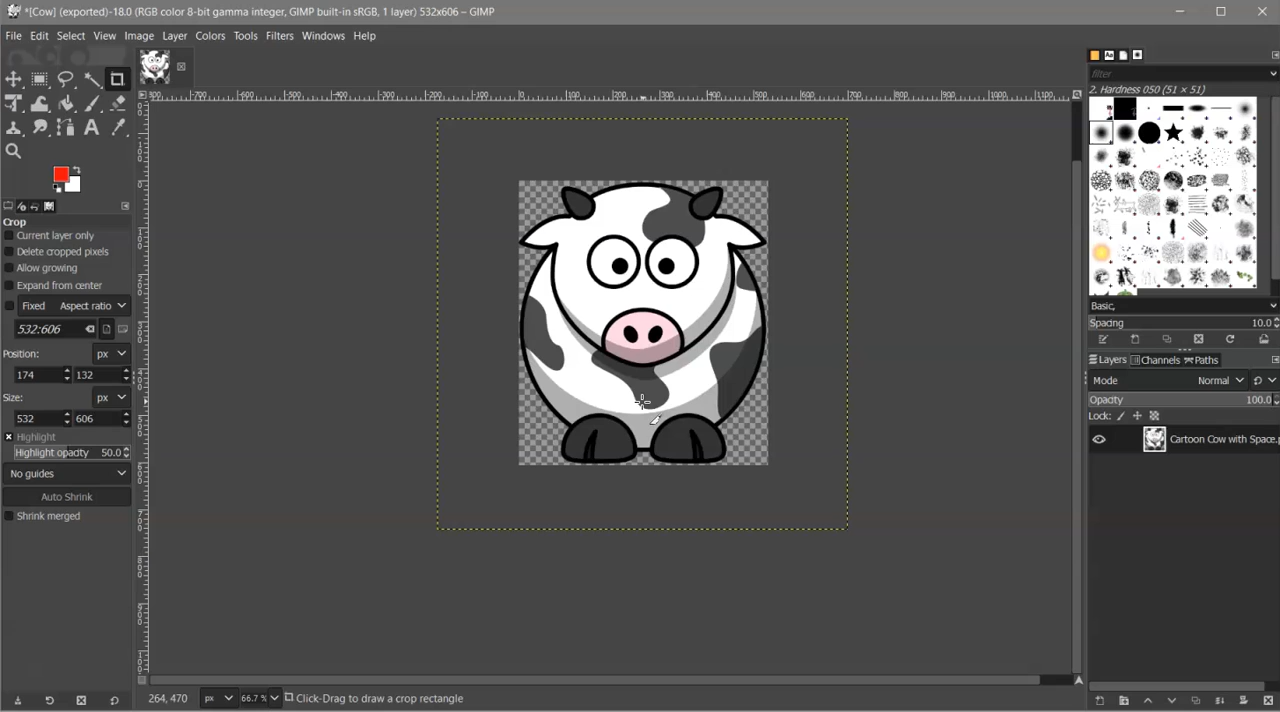 *[Cow] (exported)-18.0 (RGB color 8-bit gamma integer, GIMP built-in sRGB, 1 layer) 532x606 – GIMP
File Edit Select View Image Layer Colors Tools Filters Windows Help
filter
2. Hardness 050 (51 × 51)
Crop
Current layer only
Delete cropped pixels
Allow growing
Expand from center
Fixed Aspect ratio
532:606
Position: px
174 132
Size: px
532 606
Highlight
Highlight opacity 50.0
No guides
Auto Shrink
Shrink merged
Basic,
Spacing 10.0
Layers Channels Paths
Mode Normal
Opacity 100.0
Lock:
Cartoon Cow with Space.p
264, 470 px 66.7 % Click-Drag to draw a crop rectangle